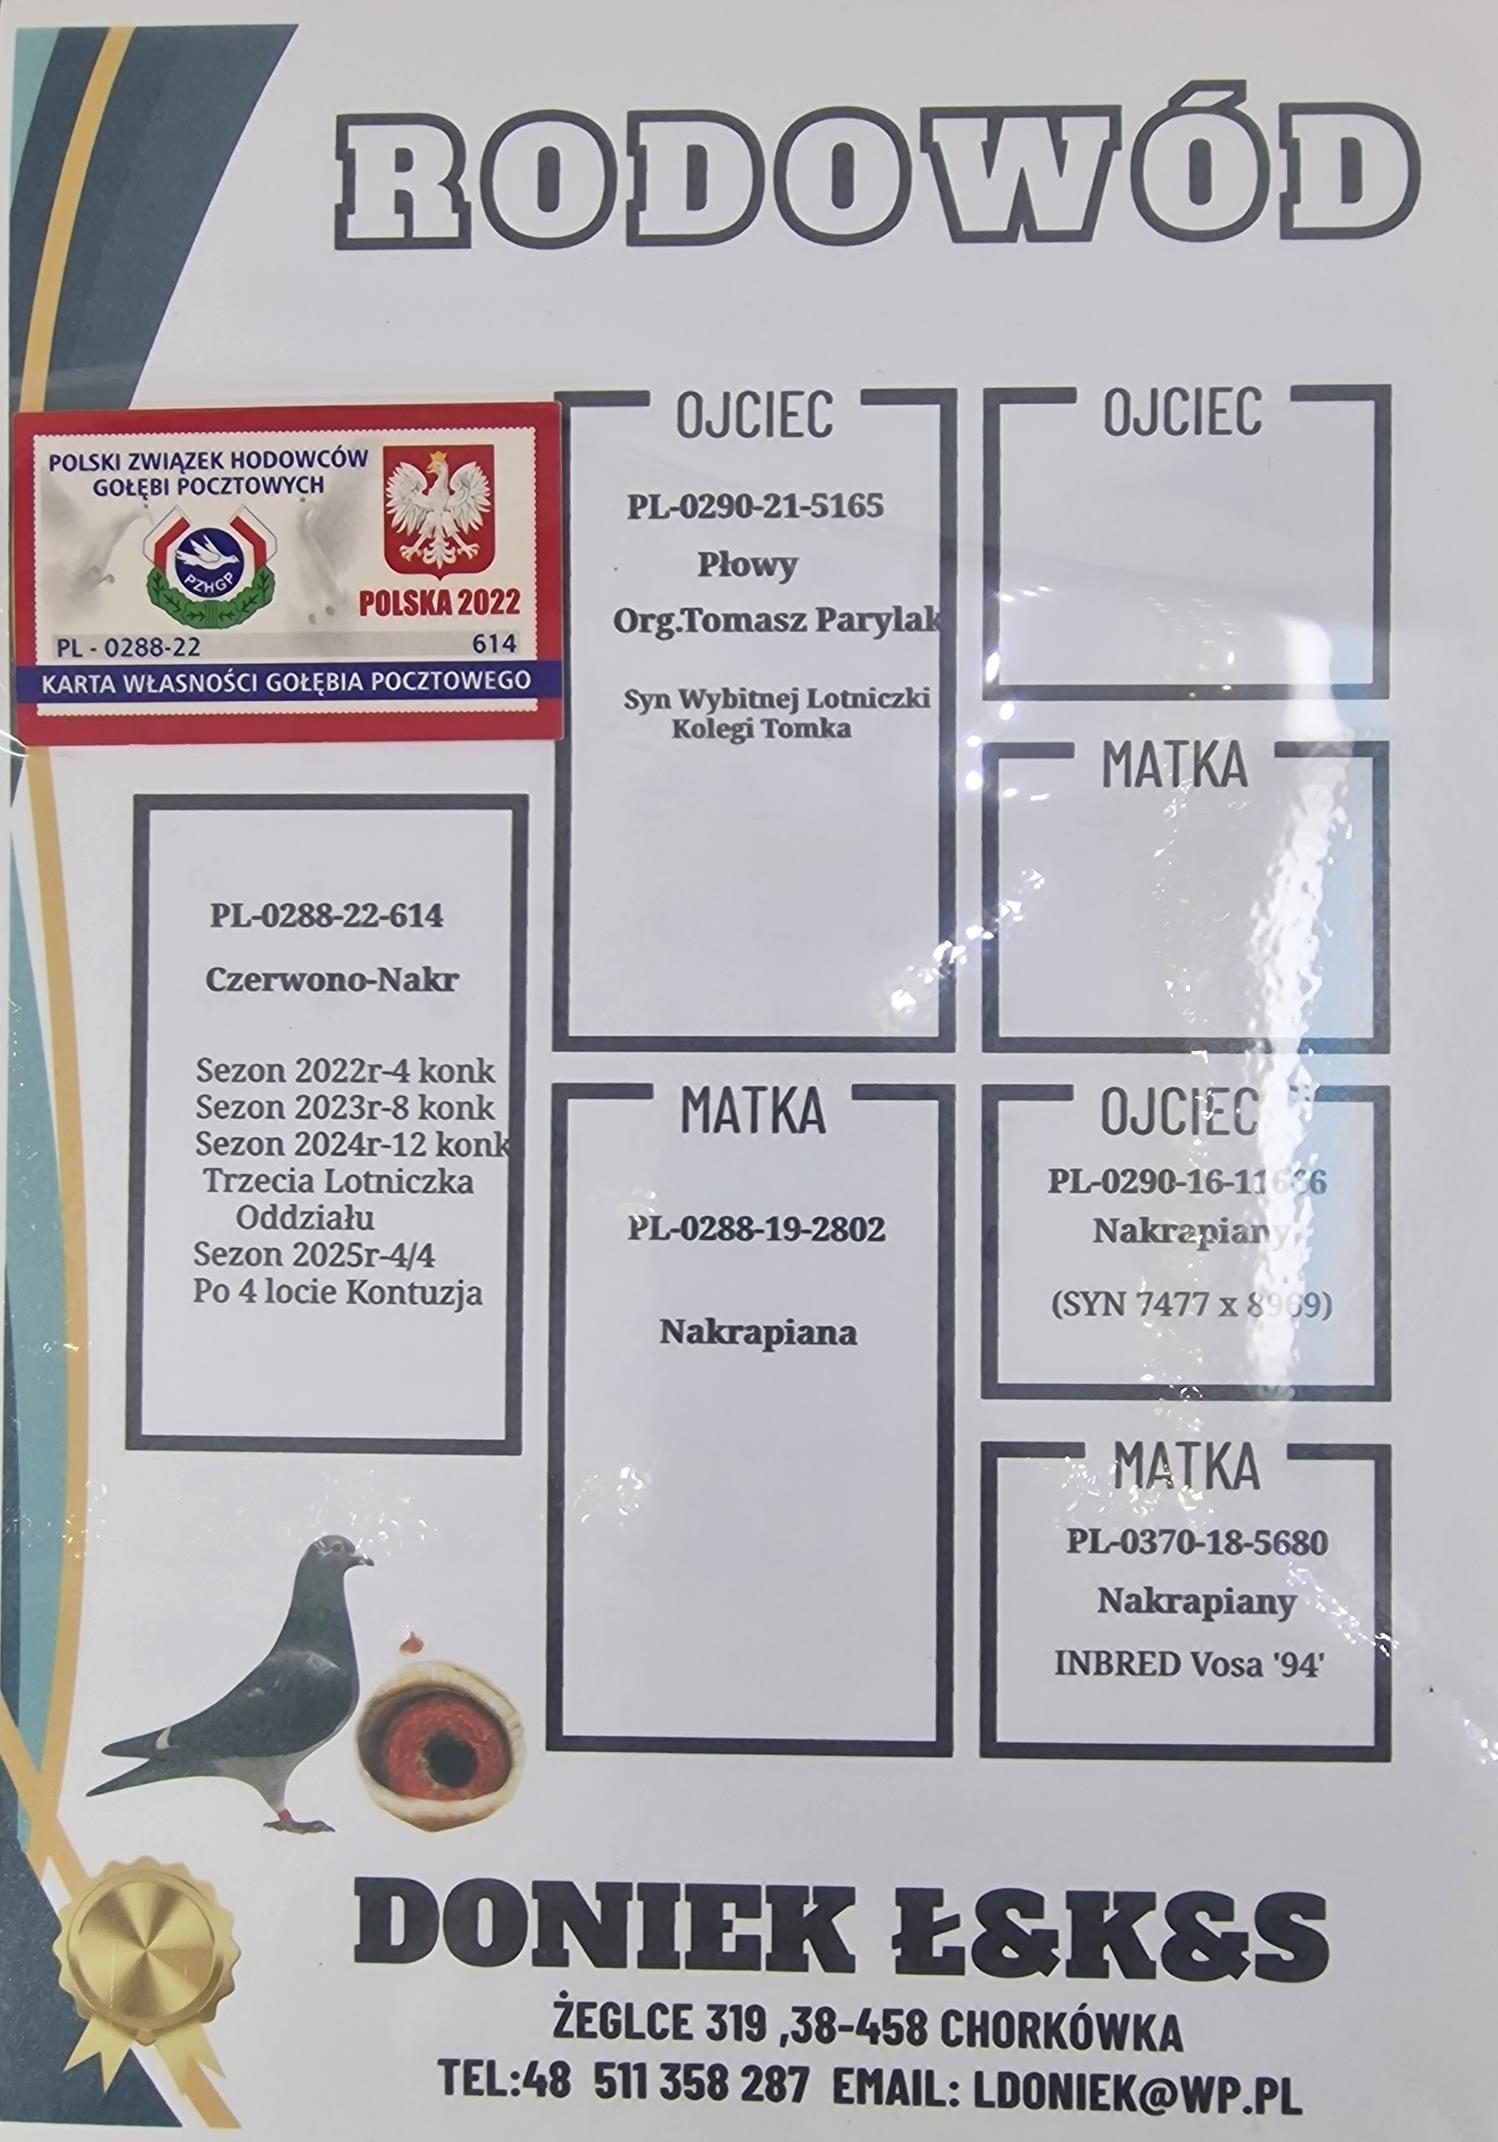 RODOWÓD
POLSKI ZWIĄZEK HODOWCÓW
GOŁĘBI POCZTOWYCH
PZHGP
POLSKA 2022
PL - 0288-22 614
KARTA WŁASNOŚCI GOŁĘBIA POCZTOWEGO
PL-0288-22-614
Czerwono-Nakr
Sezon 2022r-4 konk
Sezon 2023r-8 konk
Sezon 2024r-12 konk
Trzecia Lotniczka
Oddziału
Sezon 2025r-4/4
Po 4 locie Kontuzja
OJCIEC
PL-0290-21-5165
Płowy
Org.Tomasz Parylak
Syn Wybitnej Lotniczki
Kolegi Tomka
MATKA
PL-0288-19-2802
Nakrapiana
OJCIEC
MATKA
OJCIEC
Nakrapiany
(SYN 7477 x 8969)
MATKA
PL-0370-18-5680
Nakrapiany
INBRED Vosa '94'
DONIEK Ł&K&S
ŻEGLCE 319 ,38-458 CHORKÓWKA
TEL:48 511 358 287 EMAIL: LDONIEK@WP.PL